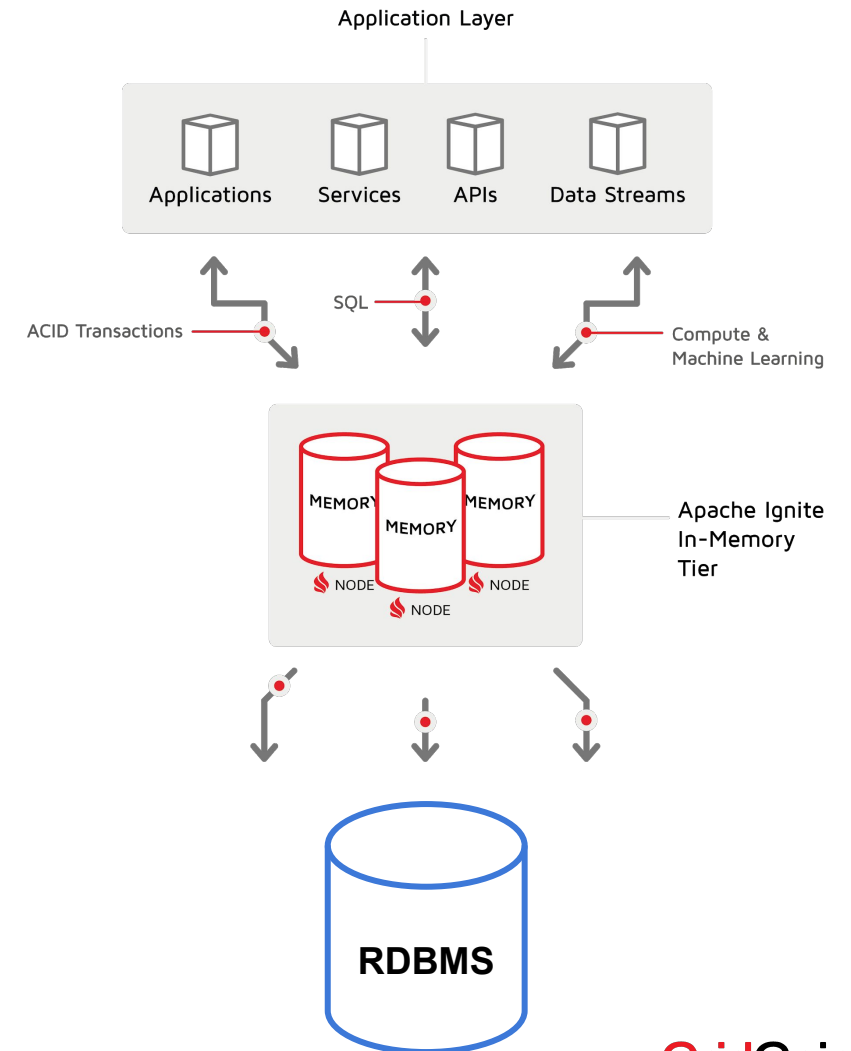 Application Layer
Applications
Services
APIs
Data Streams
SQL
ACID Transactions
Compute &
Machine Learning
MEMORY
MEMORY
MEMORY
Apache Ignite
In-Memory
Tier
NODE
NODE
NODE
RDBMS